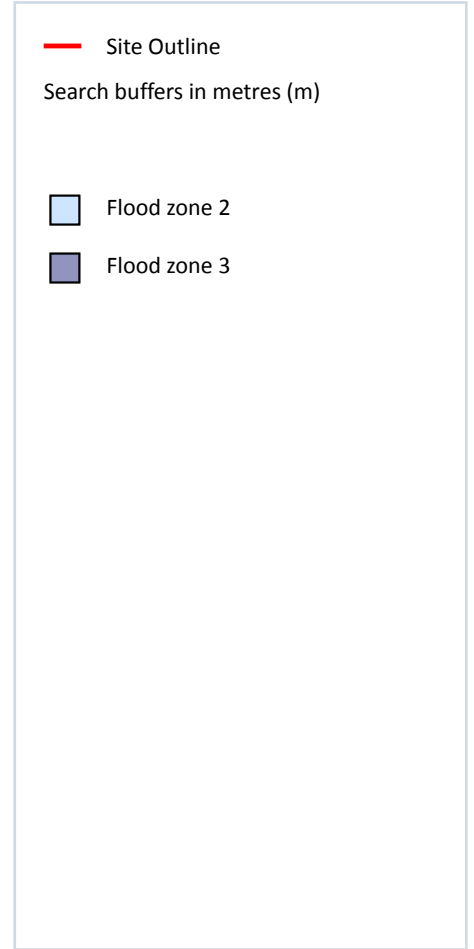 Site Outline
Search buffers in metres (m)
Flood zone 2
Flood zone 3